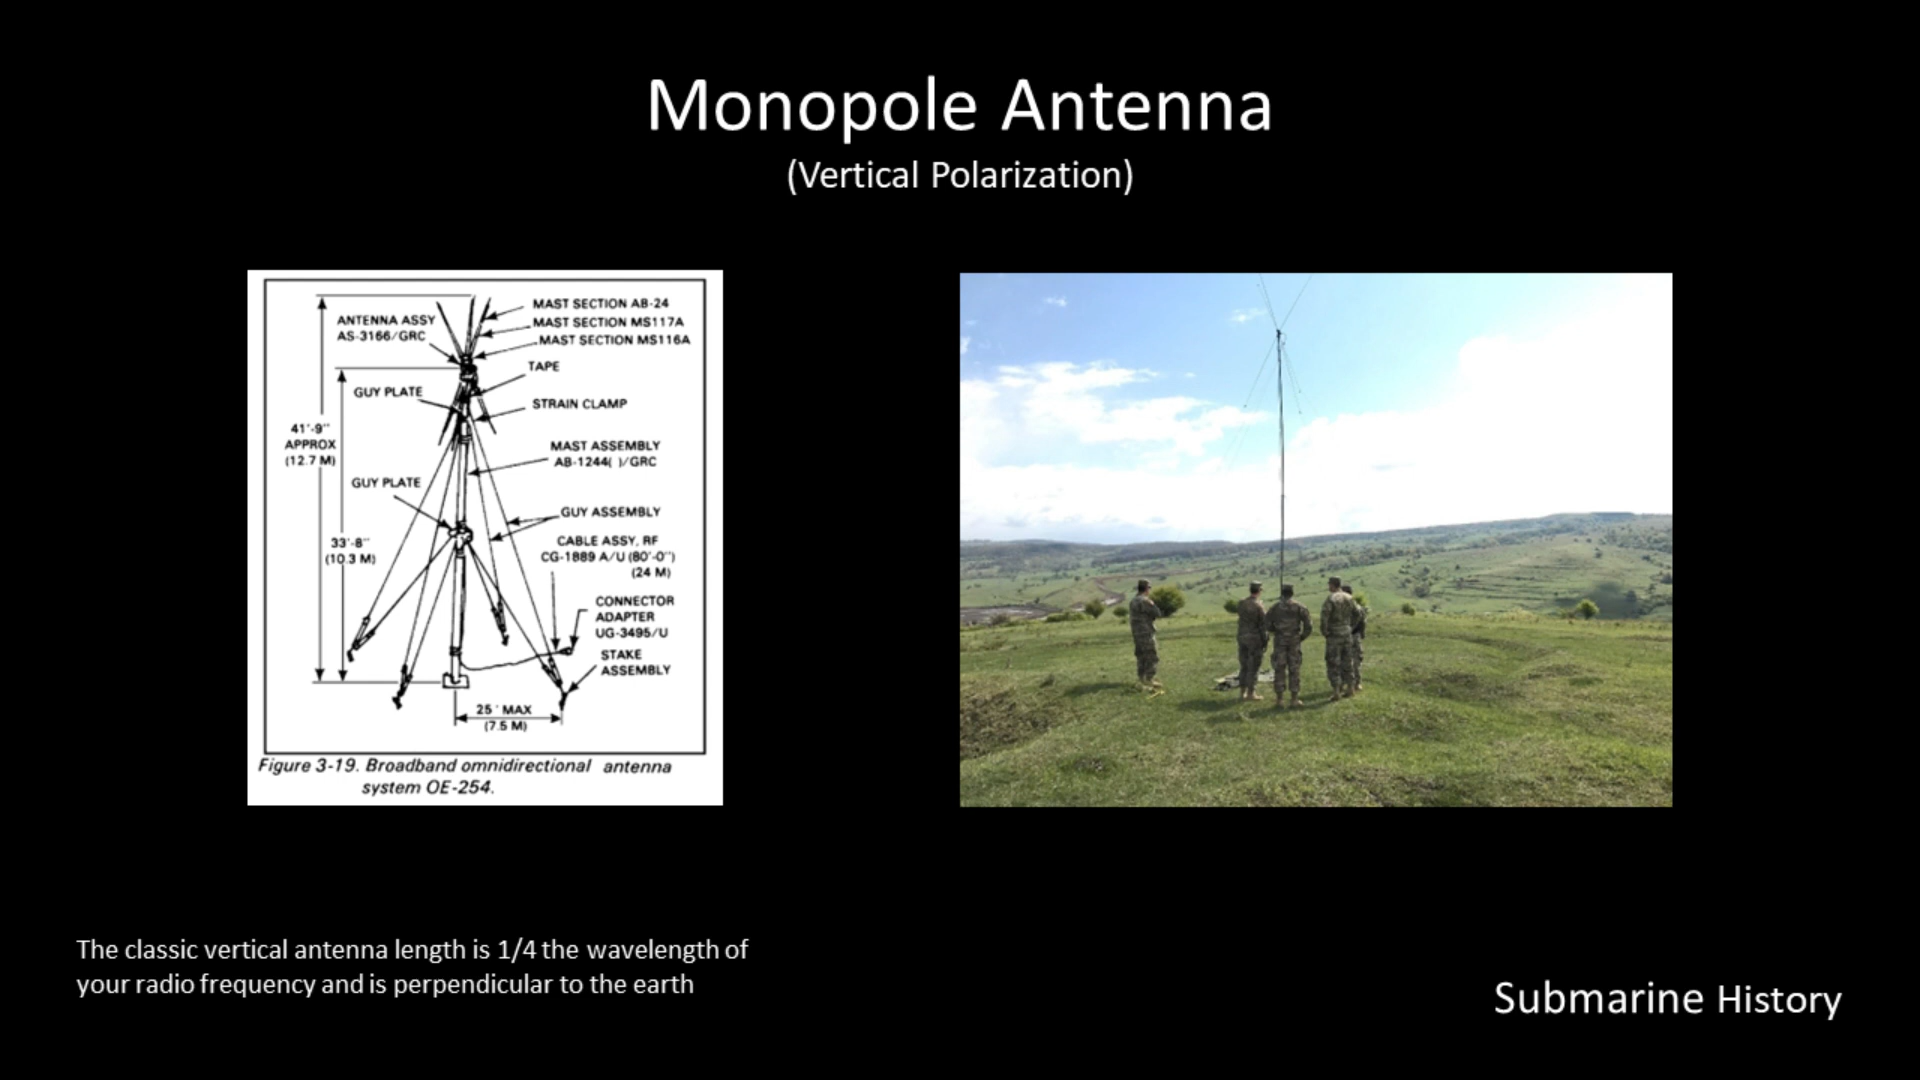 Monopole Antenna
(Vertical Polarization)
MAST SECTION AB-24
ANTENNA ASSY
AS-3166/GRC
MAST SECTION MS117A
MAST SECTION MS116A
TAPE
GUY PLATE
STRAIN CLAMP
41'-9"
APPROX
(12.7 M)
MAST ASSEMBLY
AB-1244( )/GRC
GUY PLATE
GUY ASSEMBLY
33'-8"
(10.3 M)
CABLE ASSY, RF
CG-1889 A/U (80'-0")
(24 M)
CONNECTOR
ADAPTER
UG-3495/U
STAKE
ASSEMBLY
25' MAX
(7.5 M)
Figure 3-19. Broadband omnidirectional antenna
system OE-254.
The classic vertical antenna length is 1/4 the wavelength of
your radio frequency and is perpendicular to the earth
Submarine History